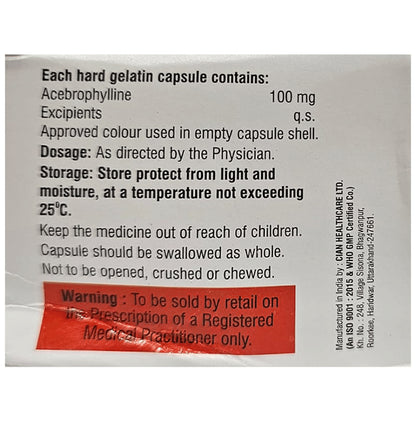 Each hard gelatin capsule contains:
Acebrophylline 100 mg
Excipients q.s.
Approved colour used in empty capsule shell.
Dosage: As directed by the Physician.
Storage: Store protect from light and
moisture, at a temperature not exceeding
25°C.
Keep the medicine out of reach of children.
Capsule should be swallowed as whole.
Not to be opened, crushed or chewed.
Warning : To be sold by retail on
the Prescription of a Registered
Medical Practitioner only.
Manufactured in India by : CIAN HEALTHCARE LTD.
(An ISO 9001 : 2015 & WHO GMP Certified Co.)
Kh. No.: 248, Village Sisona, Bhagwanpur,
Roorkee, Haridwar, Uttarakhand-247661.